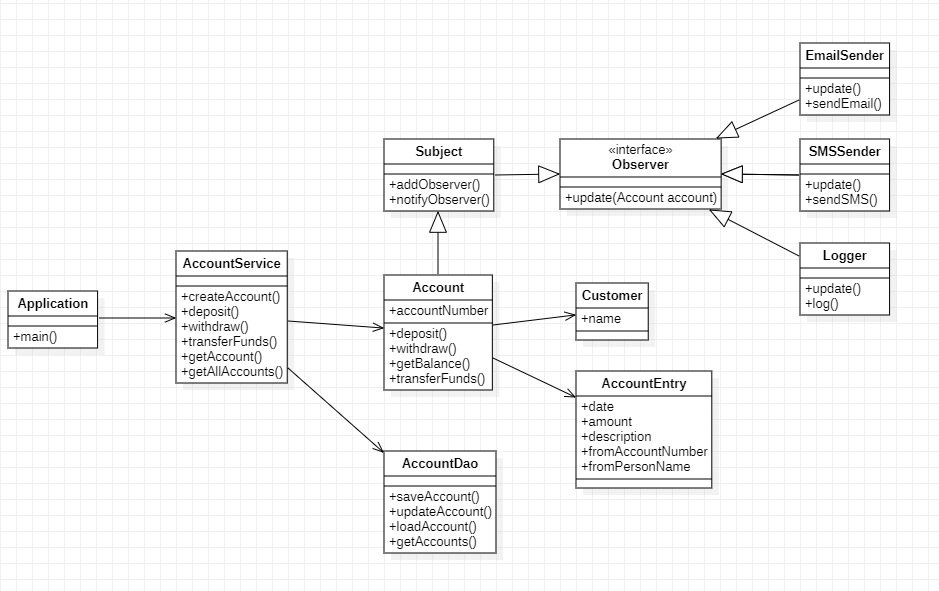 EmailSender
+update()
+sendEmail()
Subject
+addObserver()
+notifyObserver()
«interface»
Observer
+update(Account account)
SMSSender
+update()
+sendSMS()
Logger
+update()
+log()
Application
+main()
AccountService
+createAccount()
+deposit()
+withdraw()
+transferFunds()
+getAccount()
+getAllAccounts()
Account
+accountNumber
+deposit()
+withdraw()
+getBalance()
+transferFunds()
Customer
+name
AccountEntry
+date
+amount
+description
+fromAccountNumber
+fromPersonName
AccountDao
+saveAccount()
+updateAccount()
+loadAccount()
+getAccounts()